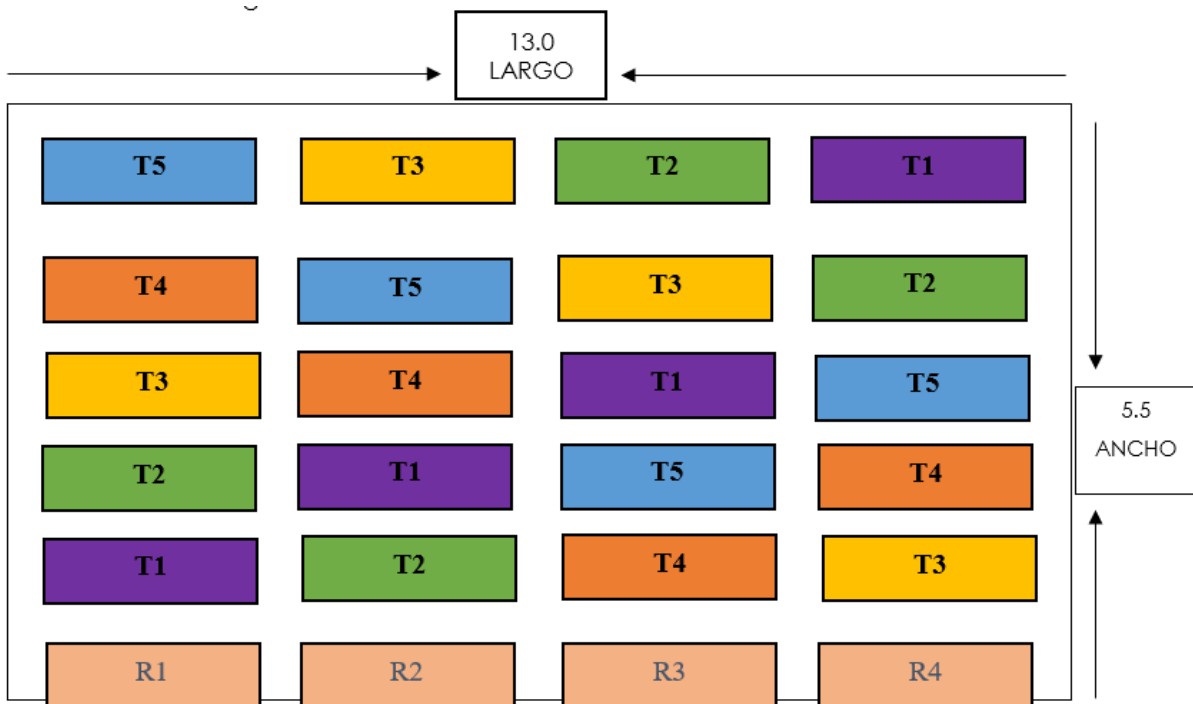 13.0
LARGO
T5 T3 T2 T1
T4 T5 T3 T2
T3 T4 T1 T5
5.5
ANCHO
T2 T1 T5 T4
T1 T2 T4 T3
R1 R2 R3 R4